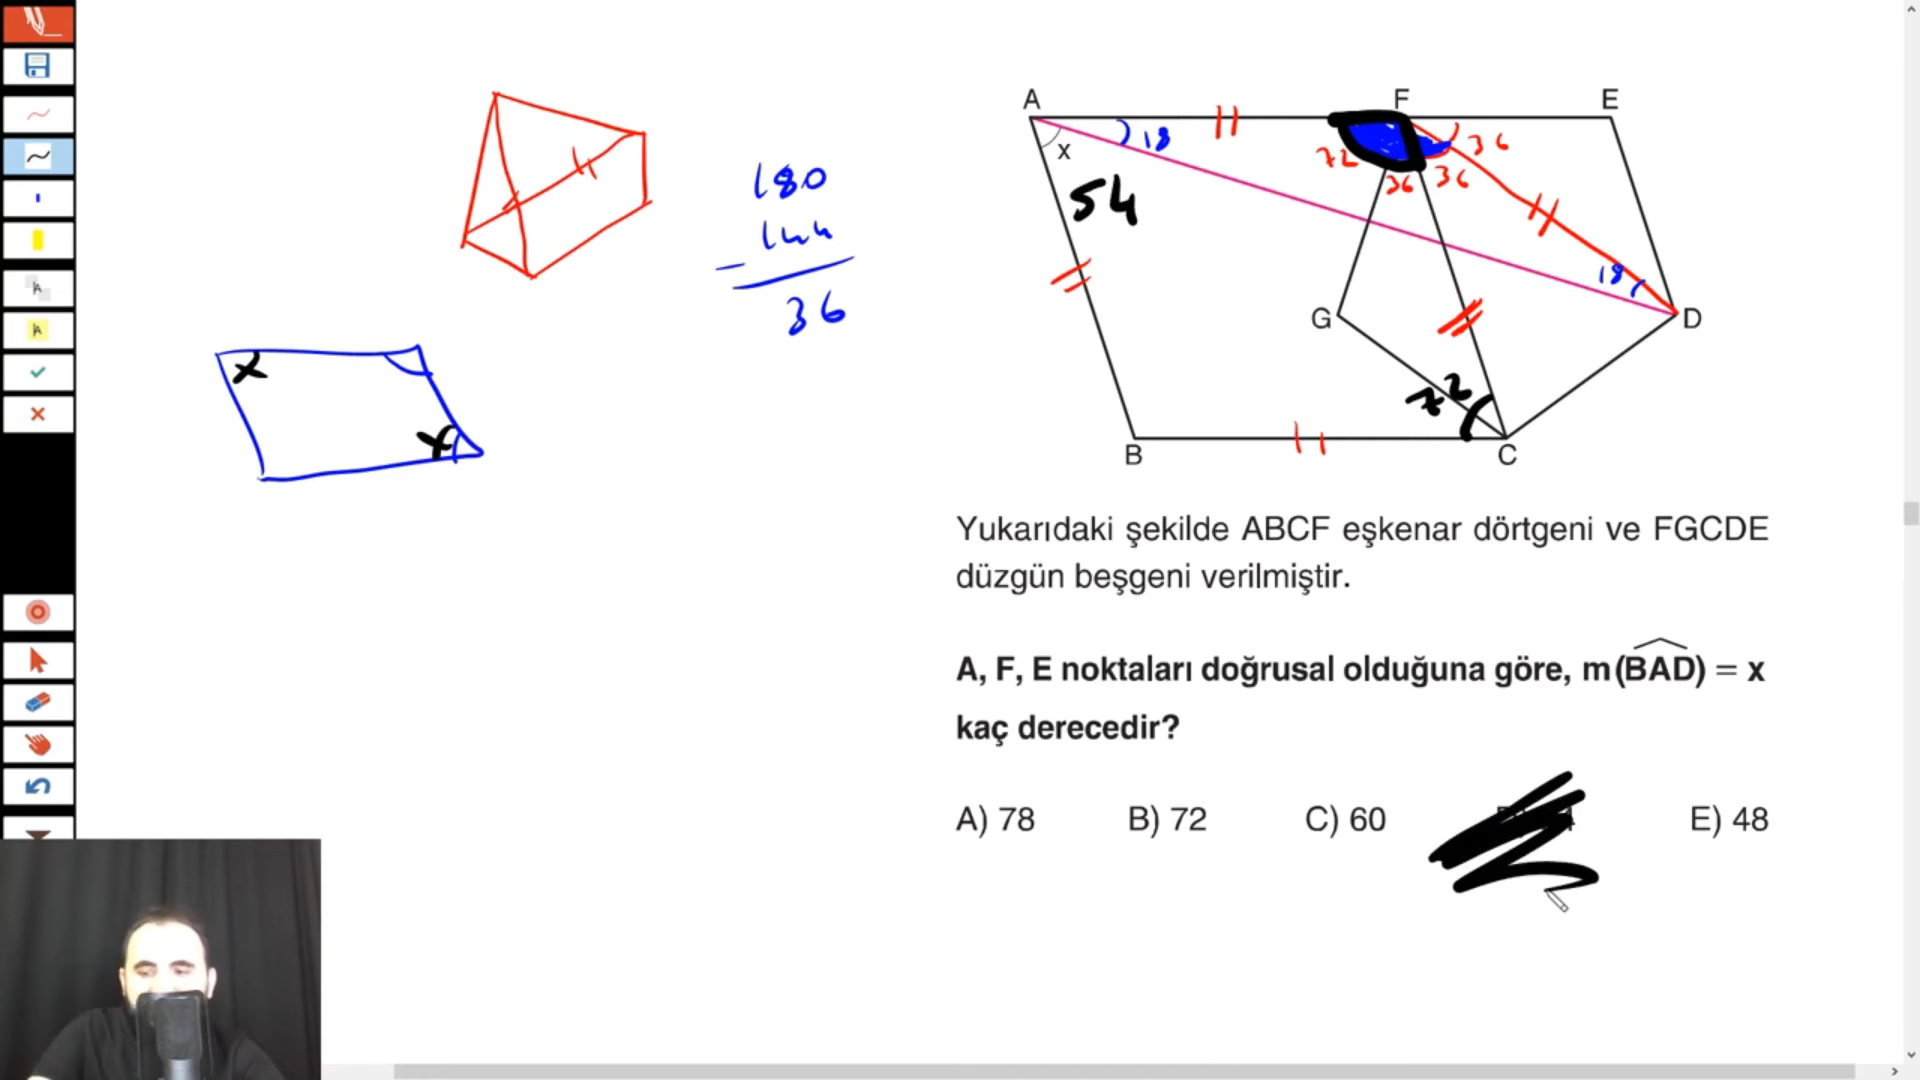 A F E
18 36
x 72 36 36
180
144
36
54
18
G D
x x
72
B C
Yukarıdaki şekilde ABCF eşkenar dörtgeni ve FGCDE
düzgün beşgeni verilmiştir.
A, F, E noktaları doğrusal olduğuna göre, m(BAD) = x
kaç derecedir?
A) 78 B) 72 C) 60 E) 48